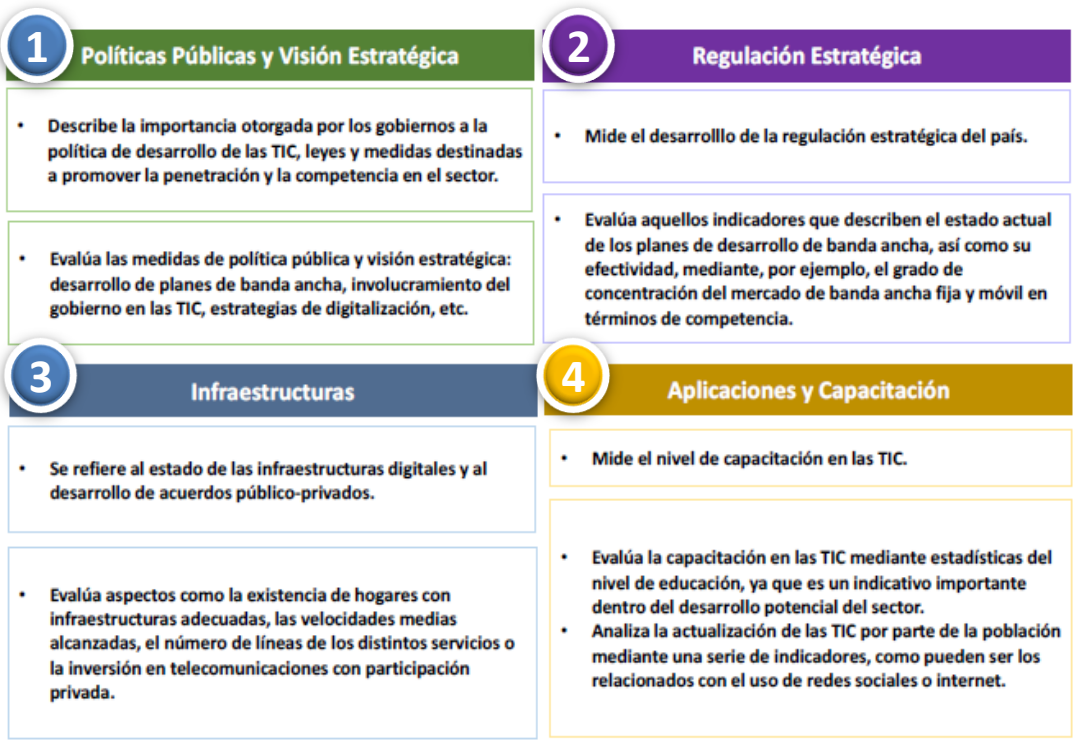 1
Políticas Públicas y Visión Estratégica
• Describe la importancia otorgada por los gobiernos a la
política de desarrollo de las TIC, leyes y medidas destinadas
a promover la penetración y la competencia en el sector.
• Evalúa las medidas de política pública y visión estratégica:
desarrollo de planes de banda ancha, involucramiento del
gobierno en las TIC, estrategias de digitalización, etc.
2
Regulación Estratégica
• Mide el desarrolllo de la regulación estratégica del país.
• Evalúa aquellos indicadores que describen el estado actual
de los planes de desarrollo de banda ancha, así como su
efectividad, mediante, por ejemplo, el grado de
concentración del mercado de banda ancha fija y móvil en
términos de competencia.
3
Infraestructuras
• Se refiere al estado de las infraestructuras digitales y al
desarrollo de acuerdos público-privados.
• Evalúa aspectos como la existencia de hogares con
infraestructuras adecuadas, las velocidades medias
alcanzadas, el número de líneas de los distintos servicios o
la inversión en telecomunicaciones con participación
privada.
4
Aplicaciones y Capacitación
• Mide el nivel de capacitación en las TIC.
• Evalúa la capacitación en las TIC mediante estadísticas del
nivel de educación, ya que es un indicativo importante
dentro del desarrollo potencial del sector.
• Analiza la actualización de las TIC por parte de la población
mediante una serie de indicadores, como pueden ser los
relacionados con el uso de redes sociales o internet.